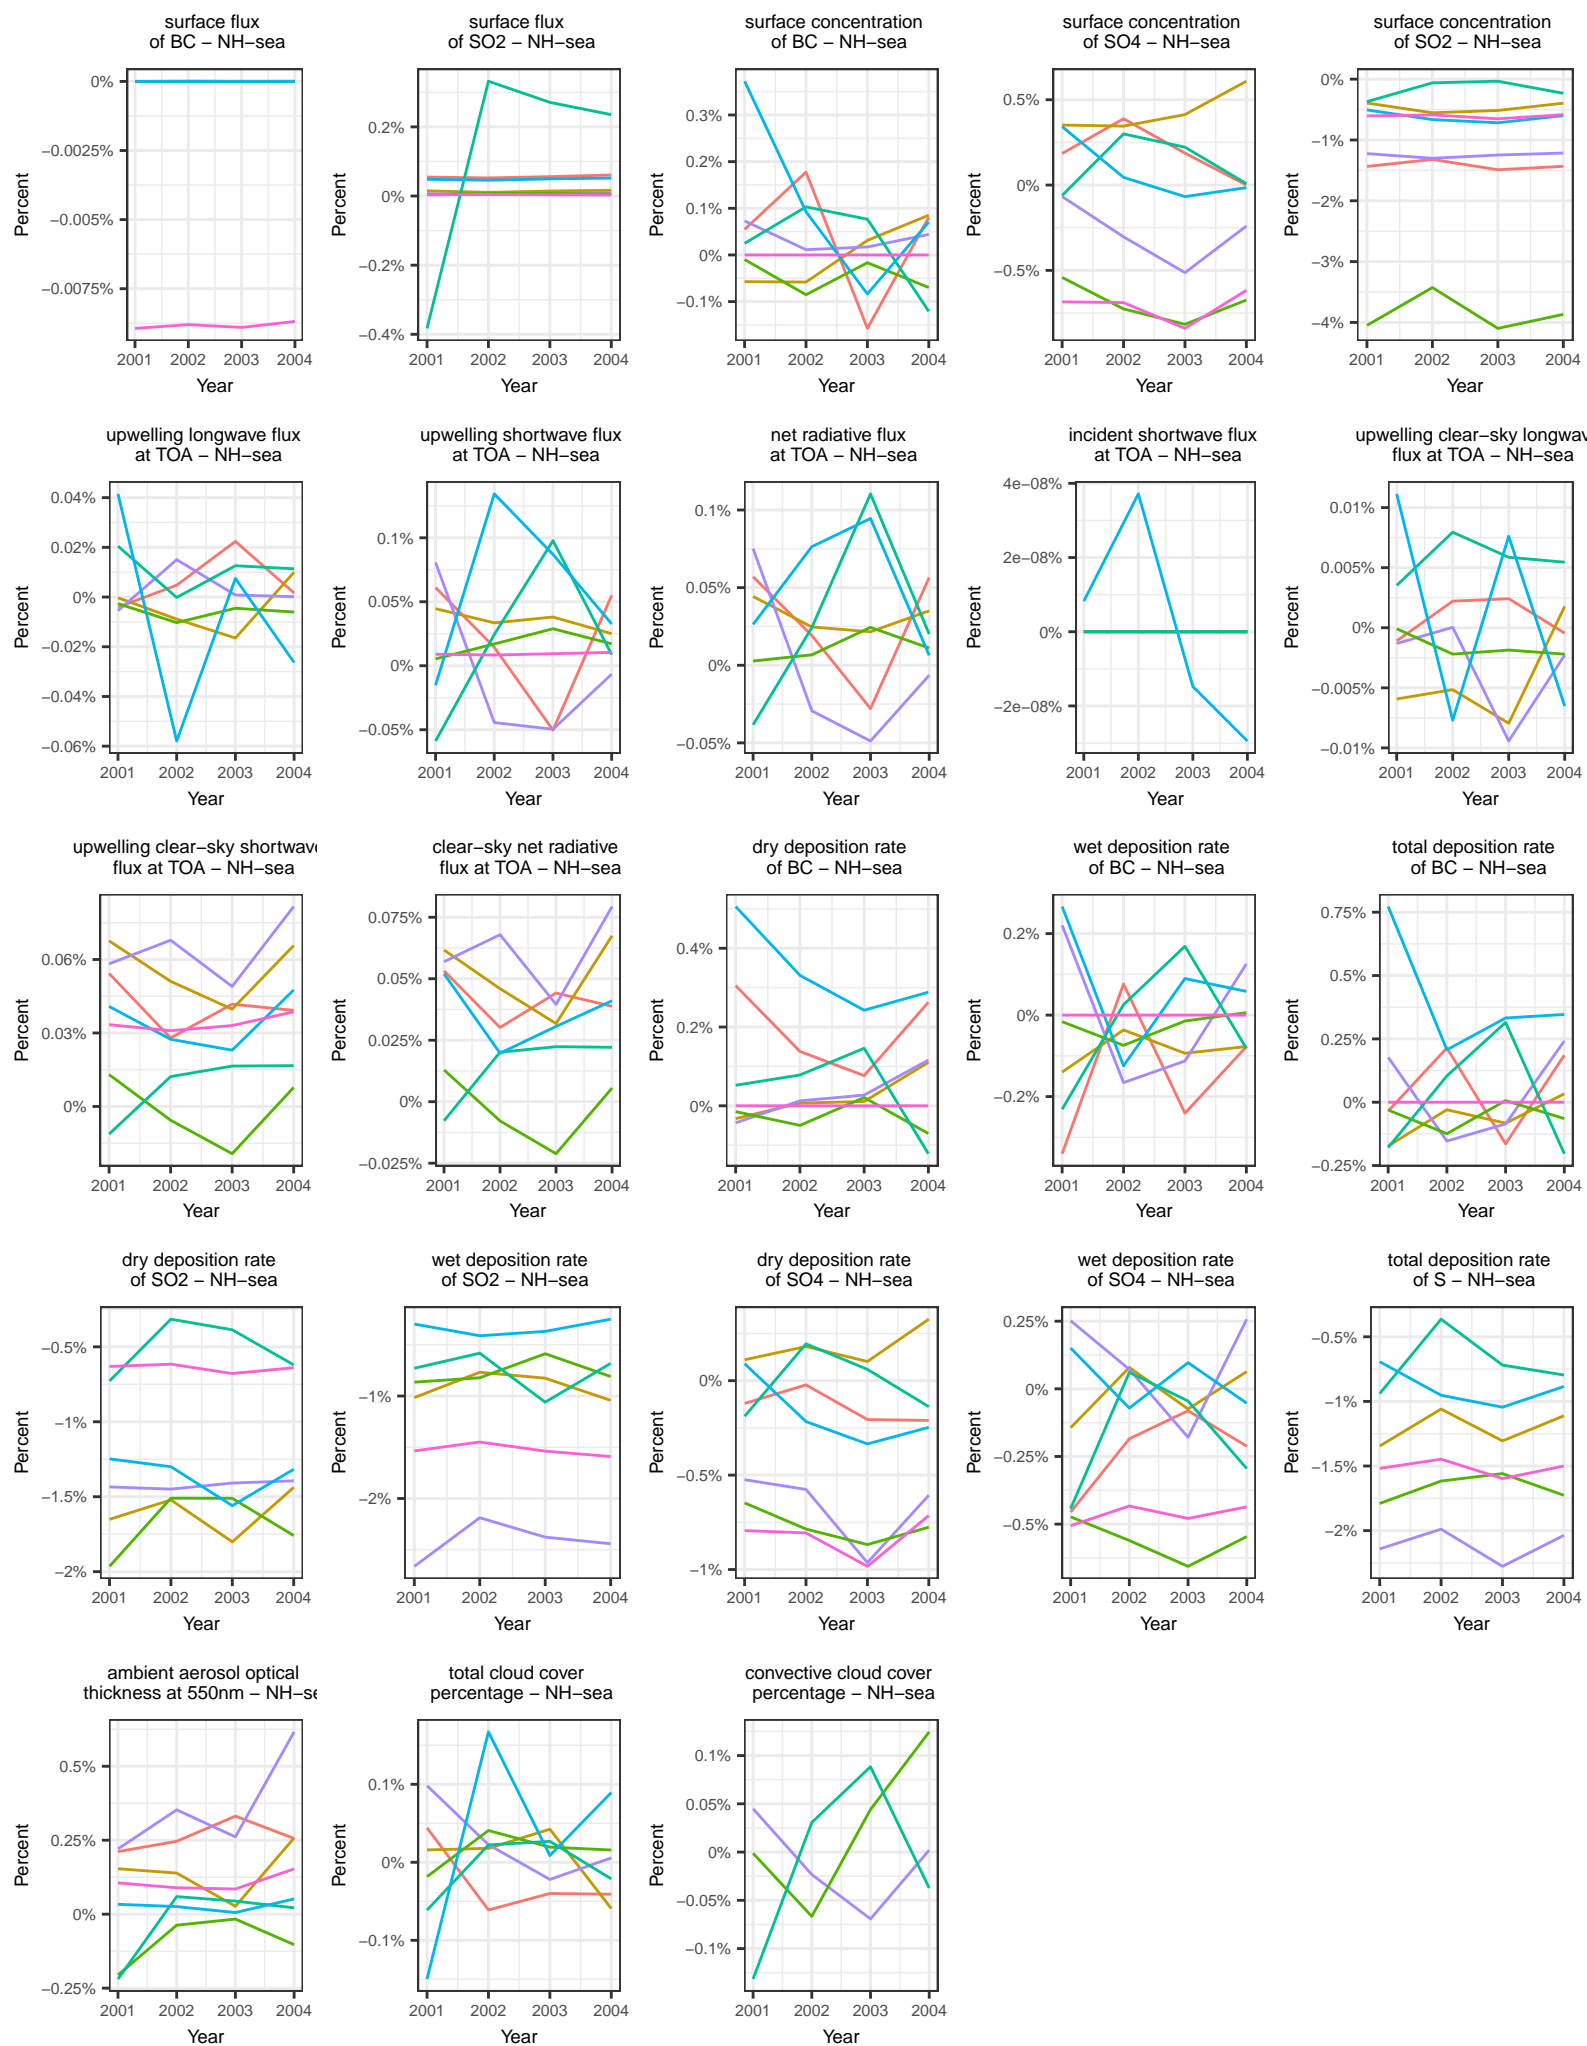 surface flux
of BC – NH–sea
surface flux
of SO2 – NH–sea
surface concentration
of BC – NH–sea
surface concentration
of SO4 – NH–sea
surface concentration
of SO2 – NH–sea
0%
−0.0025%
−0.005%
−0.0075%
Percent
2001 2002 2003 2004
Year
0.2%
0%
−0.2%
−0.4%
Percent
2001 2002 2003 2004
Year
0.3%
0.2%
0.1%
0%
−0.1%
Percent
2001 2002 2003 2004
Year
0.5%
0%
−0.5%
Percent
2001 2002 2003 2004
Year
0%
−1%
−2%
−3%
−4%
Percent
2001 2002 2003 2004
Year
upwelling longwave flux
at TOA – NH–sea
upwelling shortwave flux
at TOA – NH–sea
net radiative flux
at TOA – NH–sea
incident shortwave flux
at TOA – NH–sea
upwelling clear–sky longwav
flux at TOA – NH–sea
0.04%
0.02%
0%
−0.02%
−0.04%
−0.06%
Percent
2001 2002 2003 2004
Year
0.1%
0.05%
0%
−0.05%
Percent
2001 2002 2003 2004
Year
0.1%
0.05%
0%
−0.05%
Percent
2001 2002 2003 2004
Year
4e−08%
2e−08%
0%
−2e−08%
Percent
2001 2002 2003 2004
Year
0.01%
0.005%
0%
−0.005%
−0.01%
Percent
2001 2002 2003 2004
Year
upwelling clear–sky shortwave
flux at TOA – NH–sea
clear–sky net radiative
flux at TOA – NH–sea
dry deposition rate
of BC – NH–sea
wet deposition rate
of BC – NH–sea
total deposition rate
of BC – NH–sea
0.06%
0.03%
0%
Percent
2001 2002 2003 2004
Year
0.075%
0.05%
0.025%
0%
−0.025%
Percent
2001 2002 2003 2004
Year
0.4%
0.2%
0%
Percent
2001 2002 2003 2004
Year
0.2%
0%
−0.2%
Percent
2001 2002 2003 2004
Year
0.75%
0.5%
0.25%
0%
−0.25%
Percent
2001 2002 2003 2004
Year
dry deposition rate
of SO2 – NH–sea
wet deposition rate
of SO2 – NH–sea
dry deposition rate
of SO4 – NH–sea
wet deposition rate
of SO4 – NH–sea
total deposition rate
of S – NH–sea
−0.5%
−1%
−1.5%
−2%
Percent
2001 2002 2003 2004
Year
−1%
−2%
Percent
2001 2002 2003 2004
Year
0%
−0.5%
−1%
Percent
2001 2002 2003 2004
Year
0.25%
0%
−0.25%
−0.5%
Percent
2001 2002 2003 2004
Year
−0.5%
−1%
−1.5%
−2%
Percent
2001 2002 2003 2004
Year
ambient aerosol optical
thickness at 550nm – NH–se
total cloud cover
percentage – NH–sea
convective cloud cover
percentage – NH–sea
0.5%
0.25%
0%
−0.25%
Percent
2001 2002 2003 2004
Year
0.1%
0%
−0.1%
Percent
2001 2002 2003 2004
Year
0.1%
0.05%
0%
−0.05%
−0.1%
Percent
2001 2002 2003 2004
Year